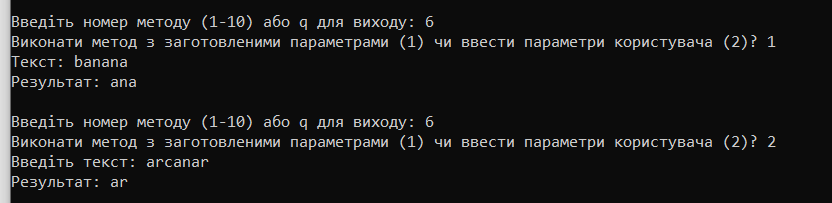 Введіть номер методу (1-10) або q для виходу: 6
Виконати метод з заготовленими параметрами (1) чи ввести параметри користувача (2)? 1
Текст: banana
Результат: ana
Введіть номер методу (1-10) або q для виходу: 6
Виконати метод з заготовленими параметрами (1) чи ввести параметри користувача (2)? 2
Введіть текст: arcanar
Результат: ar